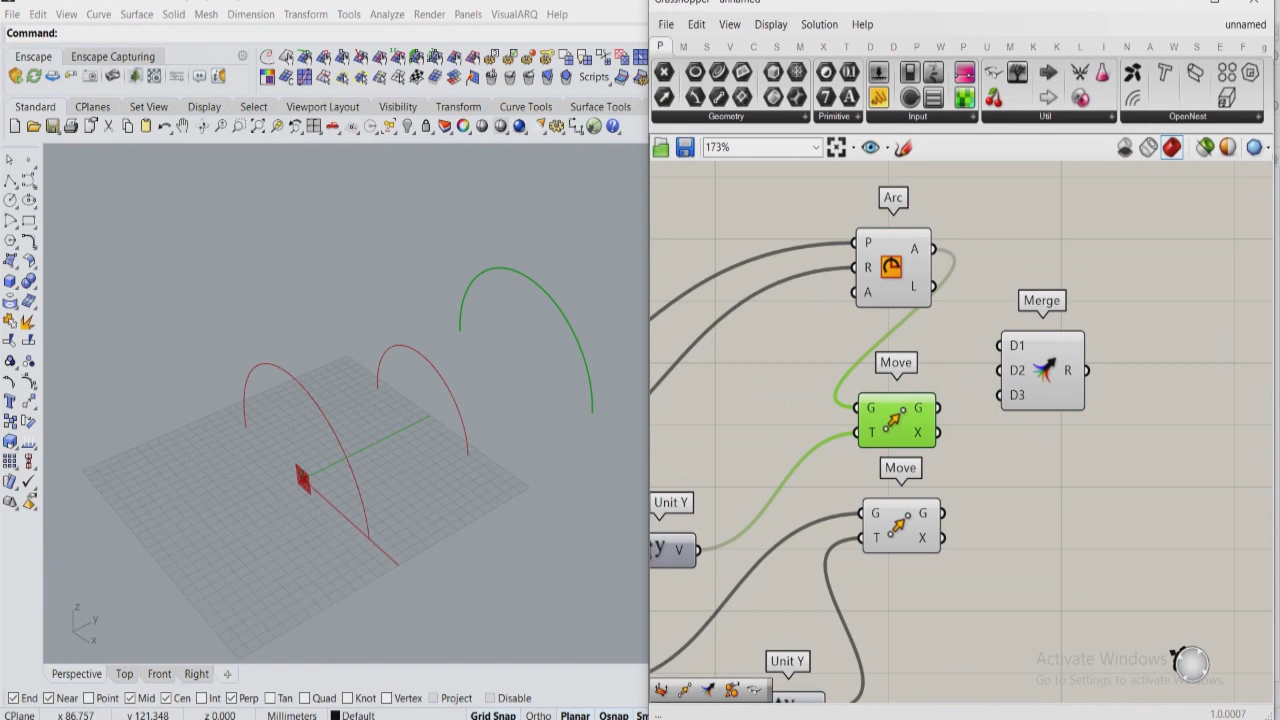 Grasshopper - unnamed
File Edit View Curve Surface Solid Mesh Dimension Transform Tools Analyze Render Panels VisualARQ Help
File Edit View Display Solution Help unnamed
Command:
Enscape Enscape Capturing
P M S V C S M I T D D R K W P U M I N A M S E F g
Scripts
Standard CPlanes Set View Display Select Viewport Layout Visibility Transform Curve Tools Surface Tools
Geometry Primitive Input Util OpenNest
173%
Arc
P A
R
A L
Merge
D1
D2 R
D3
Move
G G
T X
Move
G G
T X
Unit Y
y V
Unit Y
z
y
x
Activate Windows
Go to Settings to activate Windows.
Perspective Top Front Right
End Near Point Mid Cen Int Perp Tan Quad Knot Vertex Project Disable
CPlane x 86.757 y 121.348 z 0.000 Millimeters Default Grid Snap Ortho Planar Osnap
... 1.0.0007